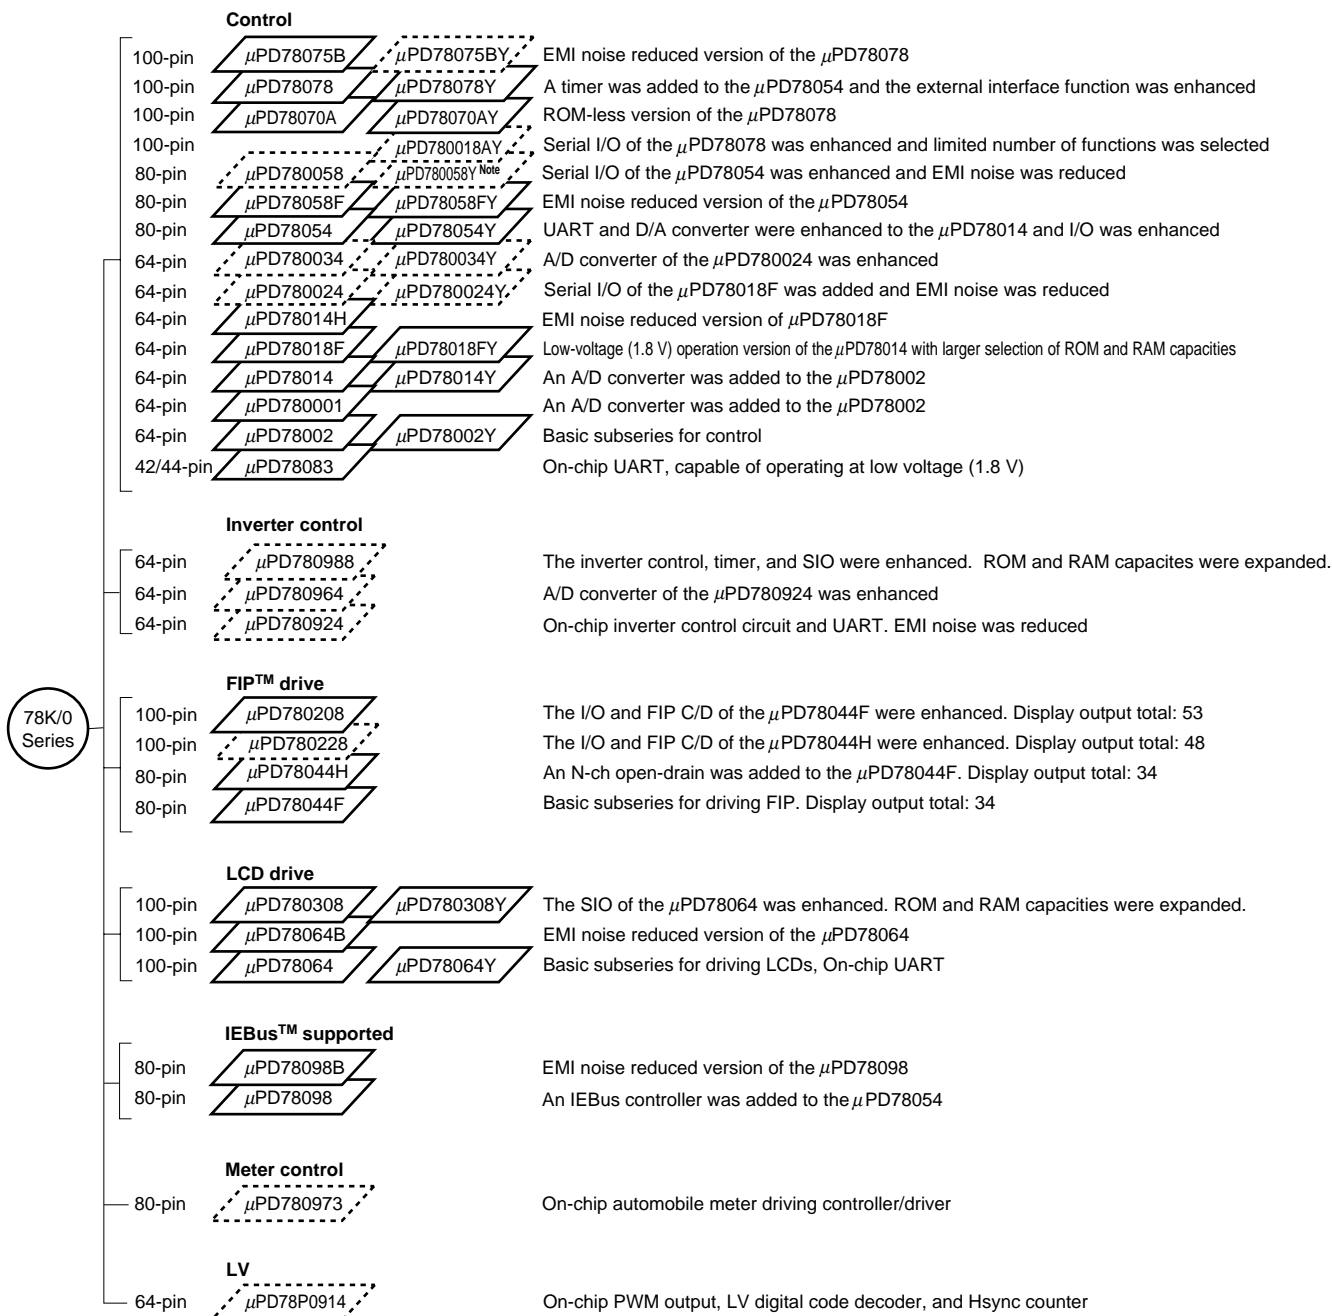 Control
100-pin μPD78075B μPD78075BY EMI noise reduced version of the μPD78078
100-pin μPD78078 μPD78078Y A timer was added to the μPD78054 and the external interface function was enhanced
100-pin μPD78070A μPD78070AY ROM-less version of the μPD78078
100-pin μPD780018AY Serial I/O of the μPD78078 was enhanced and limited number of functions was selected
80-pin μPD780058 μPD780058Y Note Serial I/O of the μPD78054 was enhanced and EMI noise was reduced
80-pin μPD78058F μPD78058FY EMI noise reduced version of the μPD78054
80-pin μPD78054 μPD78054Y UART and D/A converter were enhanced to the μPD78014 and I/O was enhanced
64-pin μPD780034 μPD780034Y A/D converter of the μPD780024 was enhanced
64-pin μPD780024 μPD780024Y Serial I/O of the μPD78018F was added and EMI noise was reduced
64-pin μPD78014H EMI noise reduced version of μPD78018F
64-pin μPD78018F μPD78018FY Low-voltage (1.8 V) operation version of the μPD78014 with larger selection of ROM and RAM capacities
64-pin μPD78014 μPD78014Y An A/D converter was added to the μPD78002
64-pin μPD780001 An A/D converter was added to the μPD78002
64-pin μPD78002 μPD78002Y Basic subseries for control
42/44-pin μPD78083 On-chip UART, capable of operating at low voltage (1.8 V)
Inverter control
64-pin μPD780988 The inverter control, timer, and SIO were enhanced. ROM and RAM capacites were expanded.
64-pin μPD780964 A/D converter of the μPD780924 was enhanced
64-pin μPD780924 On-chip inverter control circuit and UART. EMI noise was reduced
FIP™ drive
78K/0
Series
100-pin μPD780208 The I/O and FIP C/D of the μPD78044F were enhanced. Display output total: 53
100-pin μPD780228 The I/O and FIP C/D of the μPD78044H were enhanced. Display output total: 48
80-pin μPD78044H An N-ch open-drain was added to the μPD78044F. Display output total: 34
80-pin μPD78044F Basic subseries for driving FIP. Display output total: 34
LCD drive
100-pin μPD780308 μPD780308Y The SIO of the μPD78064 was enhanced. ROM and RAM capacities were expanded.
100-pin μPD78064B EMI noise reduced version of the μPD78064
100-pin μPD78064 μPD78064Y Basic subseries for driving LCDs, On-chip UART
IEBus™ supported
80-pin μPD78098B EMI noise reduced version of the μPD78098
80-pin μPD78098 An IEBus controller was added to the μPD78054
Meter control
80-pin μPD780973 On-chip automobile meter driving controller/driver
LV
64-pin μPD78P0914 On-chip PWM output, LV digital code decoder, and Hsync counter